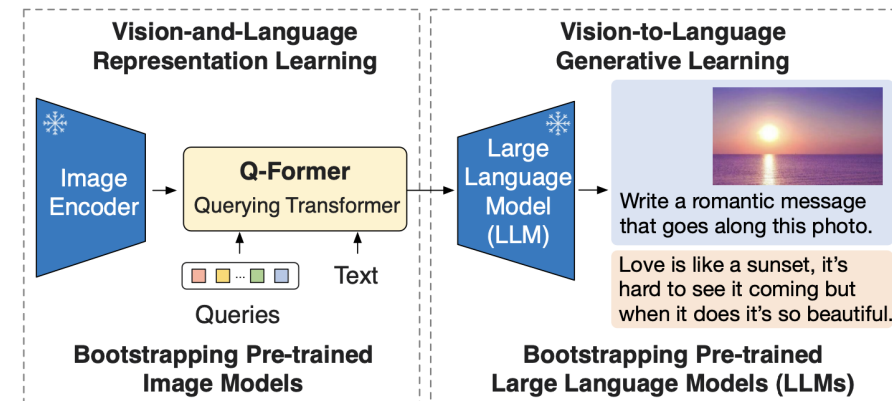 Vision-and-Language
Representation Learning
Image
Encoder
Q-Former
Querying Transformer
...
Queries
Text
Bootstrapping Pre-trained
Image Models
Vision-to-Language
Generative Learning
Large
Language
Model
(LLM)
Write a romantic message
that goes along this photo.
Love is like a sunset, it's
hard to see it coming but
when it does it's so beautiful.
Bootstrapping Pre-trained
Large Language Models (LLMs)